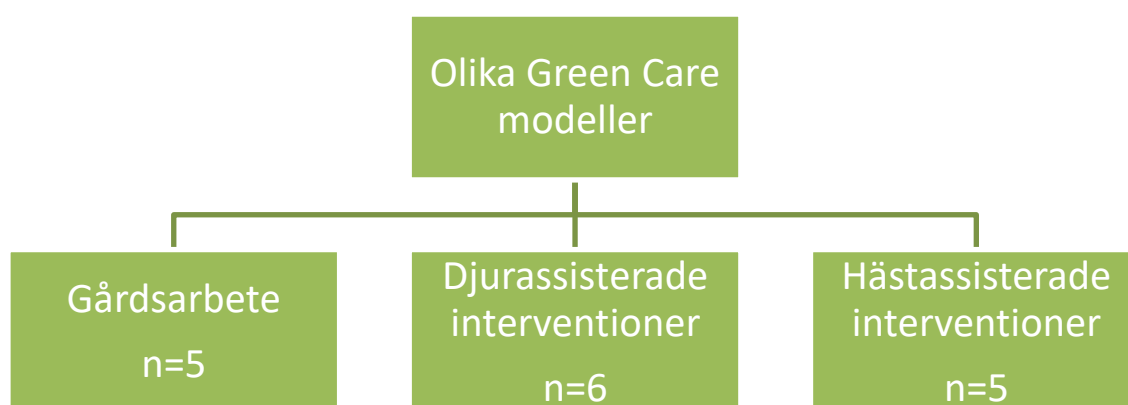 Olika Green Care
modeller
Gårdsarbete
n=5
Djurassisterade
interventioner
n=6
Hästassisterade
interventioner
n=5